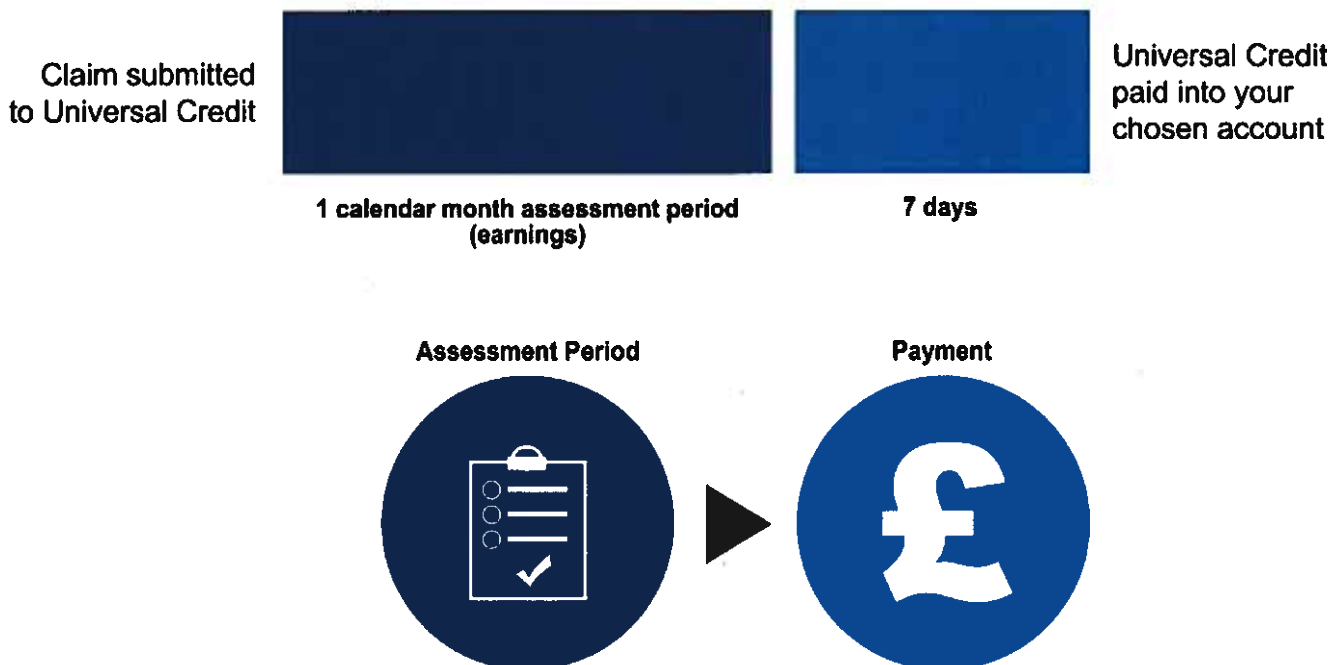 Claim submitted
to Universal Credit
Universal Credit
paid into your
chosen account
1 calendar month assessment period
(earnings)
7 days
Assessment Period
Payment
£